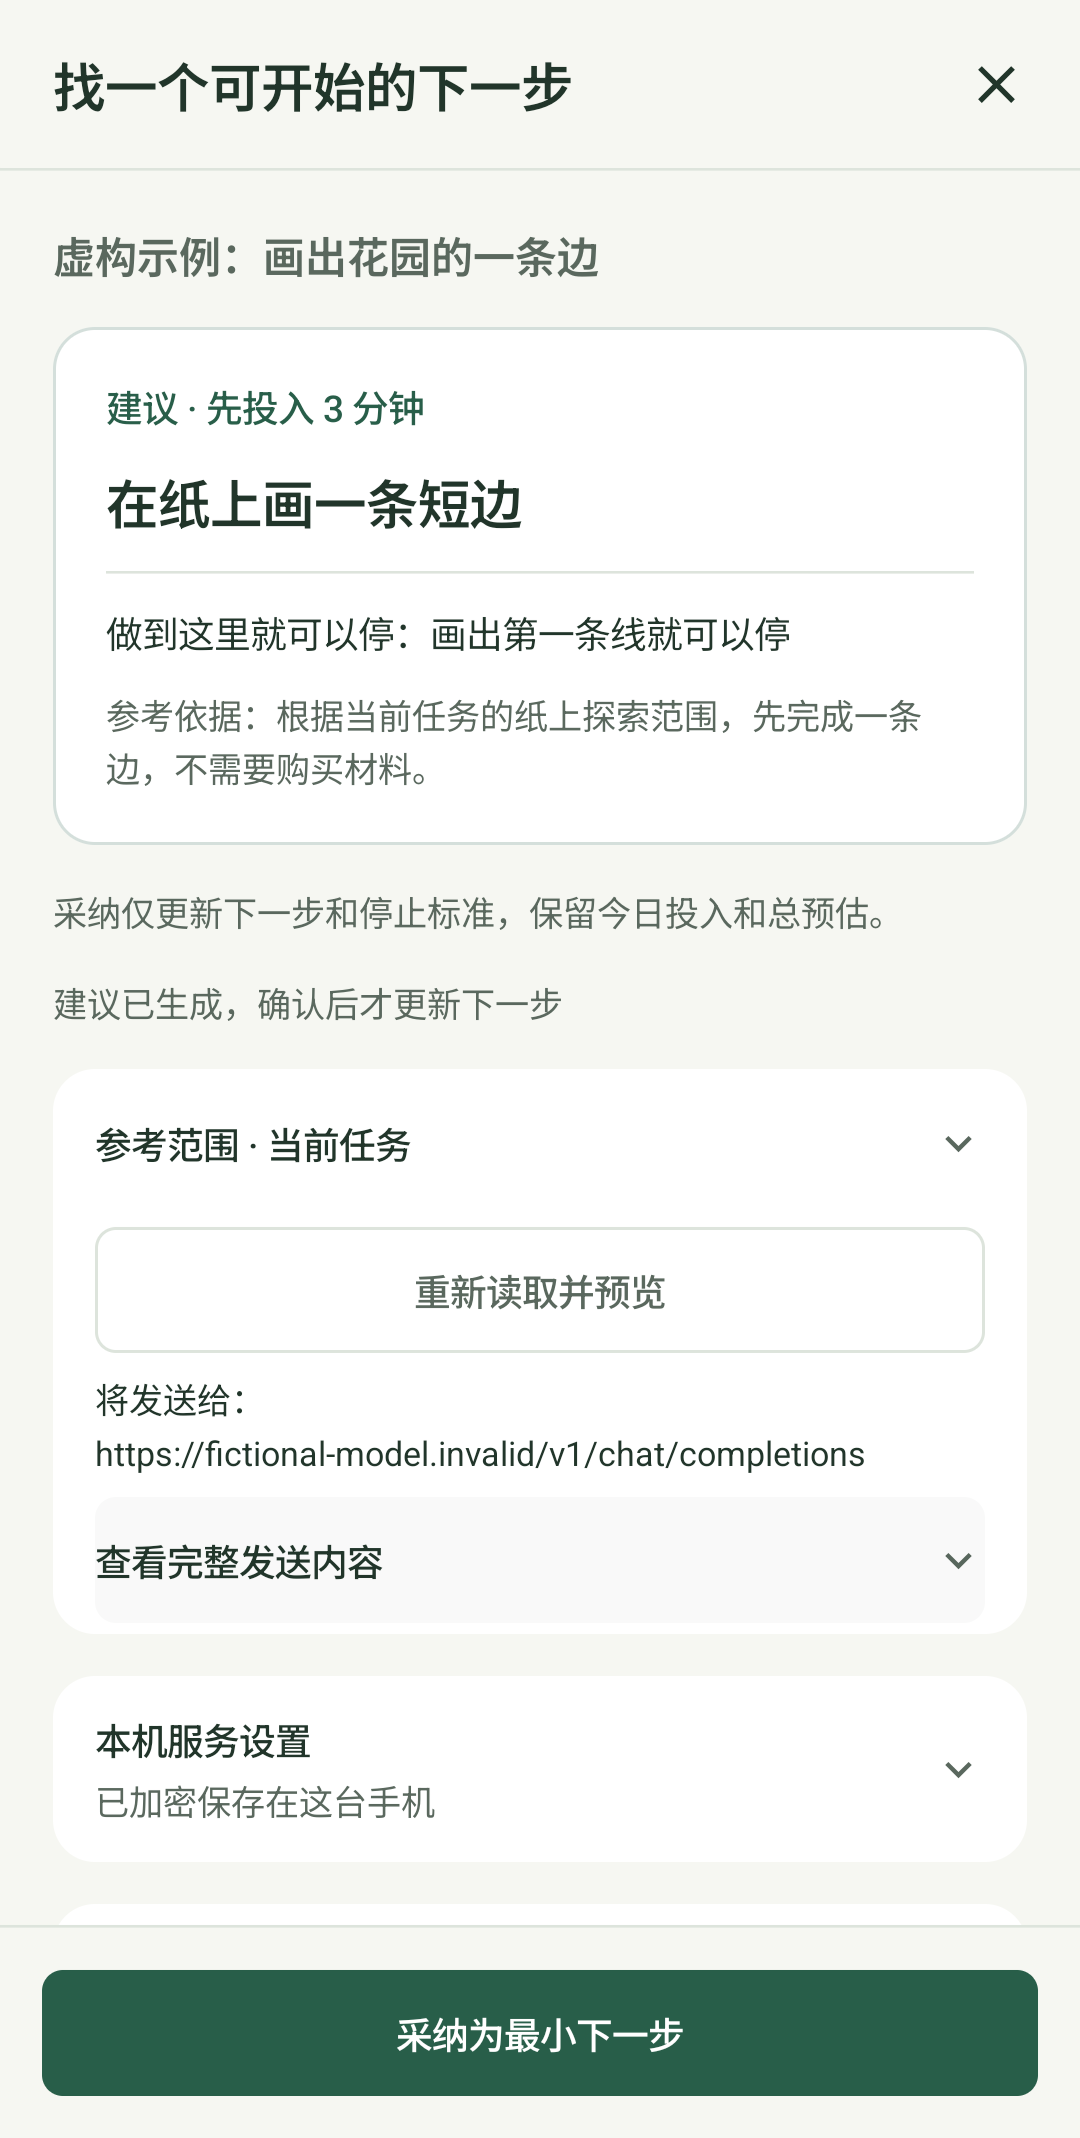 找一个可开始的下一步
虚构示例：画出花园的一条边
建议 · 先投入 3 分钟
在纸上画一条短边
做到这里就可以停：画出第一条线就可以停
参考依据：根据当前任务的纸上探索范围，先完成一条
边，不需要购买材料。
采纳仅更新下一步和停止标准，保留今日投入和总预估。
建议已生成，确认后才更新下一步
参考范围 · 当前任务
重新读取并预览
将发送给：
https://fictional-model.invalid/v1/chat/completions
查看完整发送内容
本机服务设置
已加密保存在这台手机
采纳为最小下一步